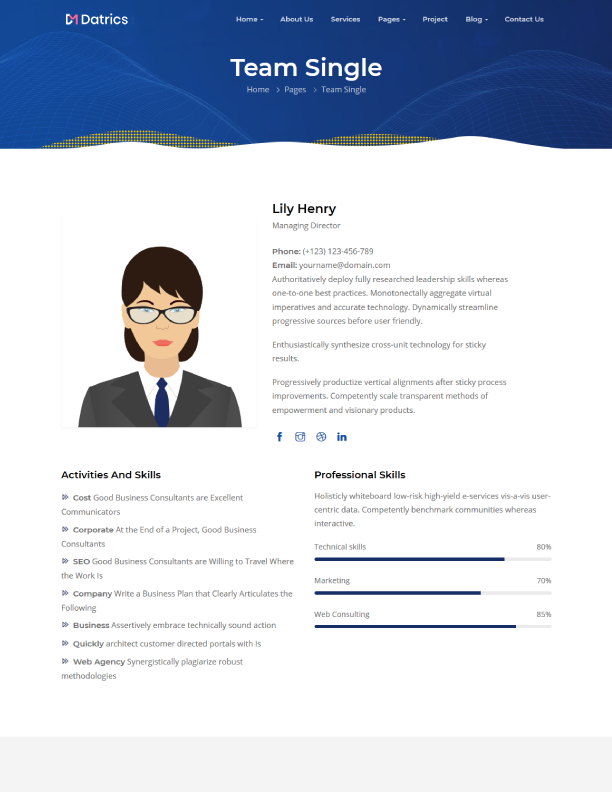 Datrics
Home About Us Services Pages Project Blog Contact Us
Team Single
Home Pages Team Single
Lily Henry
Managing Director
Phone: (+123) 123-456-789
Email: yourname@domain.com
Authoritatively deploy fully researched leadership skills whereas
one-to-one best practices. Monotonectally aggregate virtual
imperatives and accurate technology. Dynamically streamline
progressive sources before user friendly.
Enthusiastically synthesize cross-unit technology for sticky
results.
Progressively productize vertical alignments after sticky process
improvements. Competently scale transparent methods of
empowerment and visionary products.
Activities And Skills
Cost Good Business Consultants are Excellent
Communicators
Corporate At the End of a Project, Good Business
Consultants
SEO Good Business Consultants are Willing to Travel Where
the Work Is
Company Write a Business Plan that Clearly Articulates the
Following
Business Assertively embrace technically sound action
Quickly architect customer directed portals with Is
Web Agency Synergistically plagiarize robust
methodologies
Professional Skills
Holisticly whiteboard low-risk high-yield e-services vis-a-vis user-
centric data. Competently benchmark communities whereas
interactive.
Technical skills 80%
Marketing 70%
Web Consulting 85%